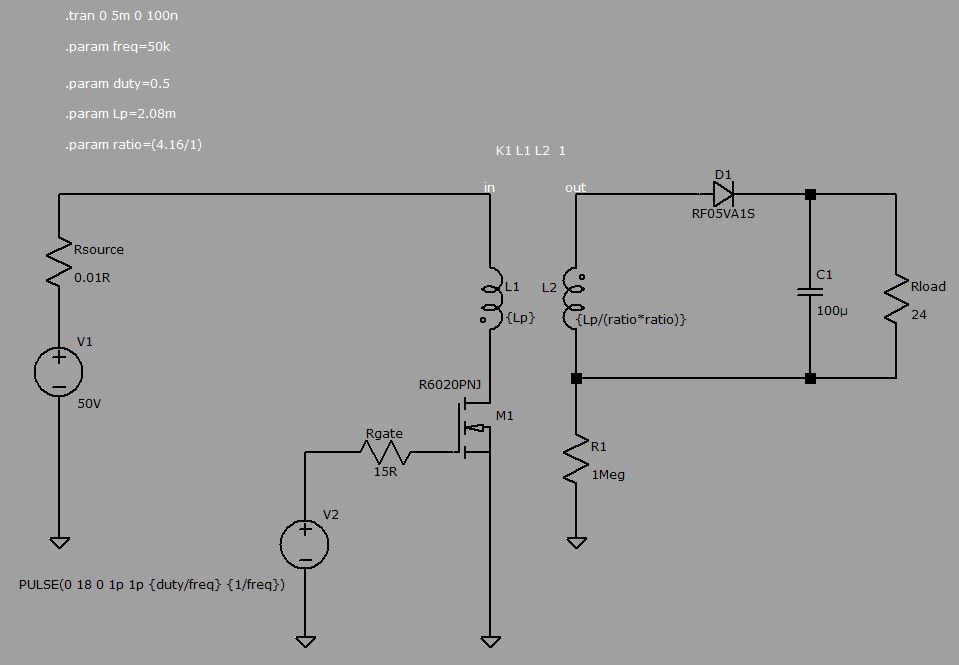 .tran 0 5m 0 100n
.param freq=50k
.param duty=0.5
.param Lp=2.08m
.param ratio=(4.16/1)
K1 L1 L2 1
in
out
D1
RF05VA1S
Rsource
0.01R
L1
{Lp}
L2
{Lp/(ratio*ratio)}
C1
100µ
Rload
24
V1
50V
R6020PNJ
M1
Rgate
15R
R1
1Meg
V2
PULSE(0 18 0 1p 1p {duty/freq} {1/freq})